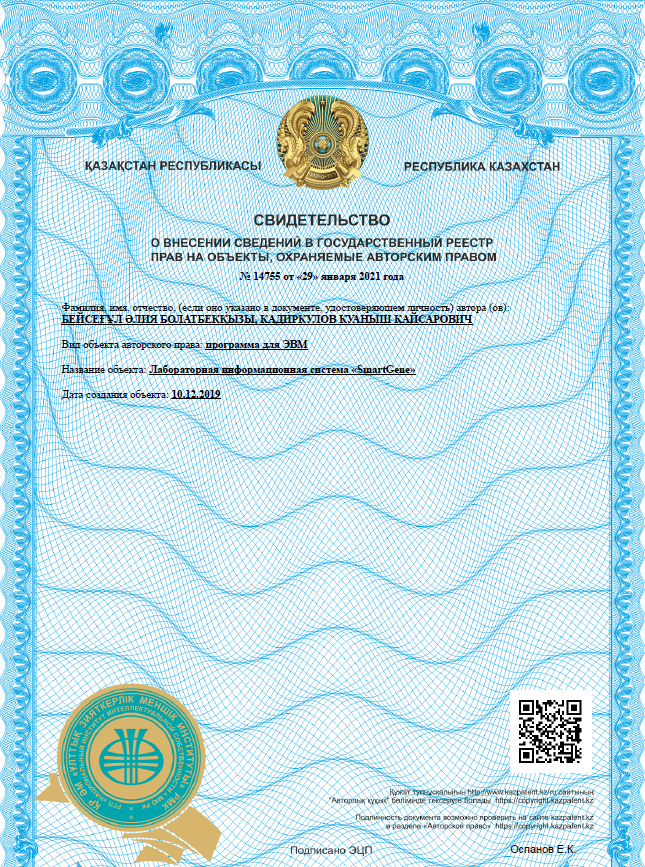 ҚАЗАҚСТАН РЕСПУБЛИКАСЫ
РЕСПУБЛИКА КАЗАХСТАН
СВИДЕТЕЛЬСТВО
О ВНЕСЕНИИ СВЕДЕНИЙ В ГОСУДАРСТВЕННЫЙ РЕЕСТР
ПРАВ НА ОБЪЕКТЫ, ОХРАНЯЕМЫЕ АВТОРСКИМ ПРАВОМ
№ 14755 от «29» января 2021 года
Фамилия, имя, отчество, (если оно указано в документе, удостоверяющем личность) автора (ов):
БЕЙСЕҒҰЛ ӘЛИЯ БОЛАТБЕКҚЫЗЫ, КАДИРКУЛОВ КУАНЫШ КАЙСАРОВИЧ
Вид объекта авторского права: программа для ЭВМ
Название объекта: Лабораторная информационная система «SmartGene»
Дата создания объекта: 10.12.2019
ҚР ӘМ «ҰЛТТЫҚ ЗИЯТКЕРЛІК МЕНШІК ИНСТИТУТЫ» РМК
Құжат түпнұсқалығын http://www.kazpatent.kz/ru сайтының
"Авторлық құқық" бөлімінде тексеруге болады https://copyright.kazpatent.kz
Подлинность документа возможно проверить на сайте kazpatent.kz
в разделе «Авторское право» https://copyright.kazpatent.kz
Подписано ЭЦП
Оспанов Е.К.